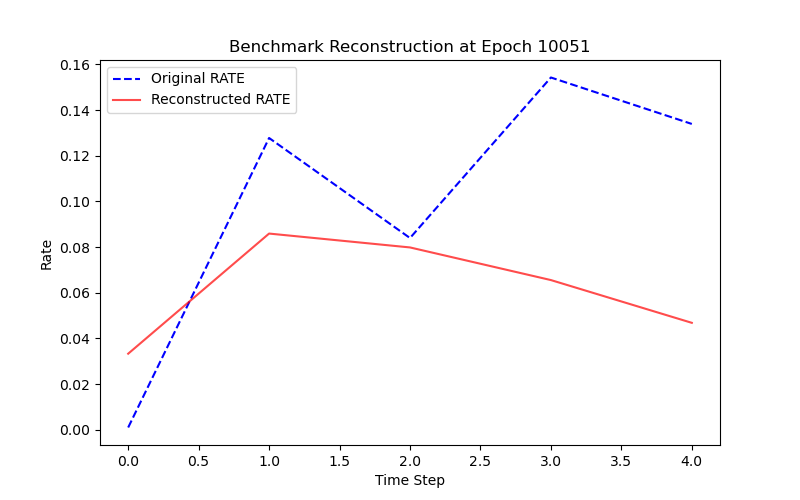 Benchmark Reconstruction at Epoch 10051
Original RATE
Reconstructed RATE
0.16
0.14
0.12
0.10
0.08
0.06
0.04
0.02
0.00
Rate
0.0 0.5 1.0 1.5 2.0 2.5 3.0 3.5 4.0
Time Step